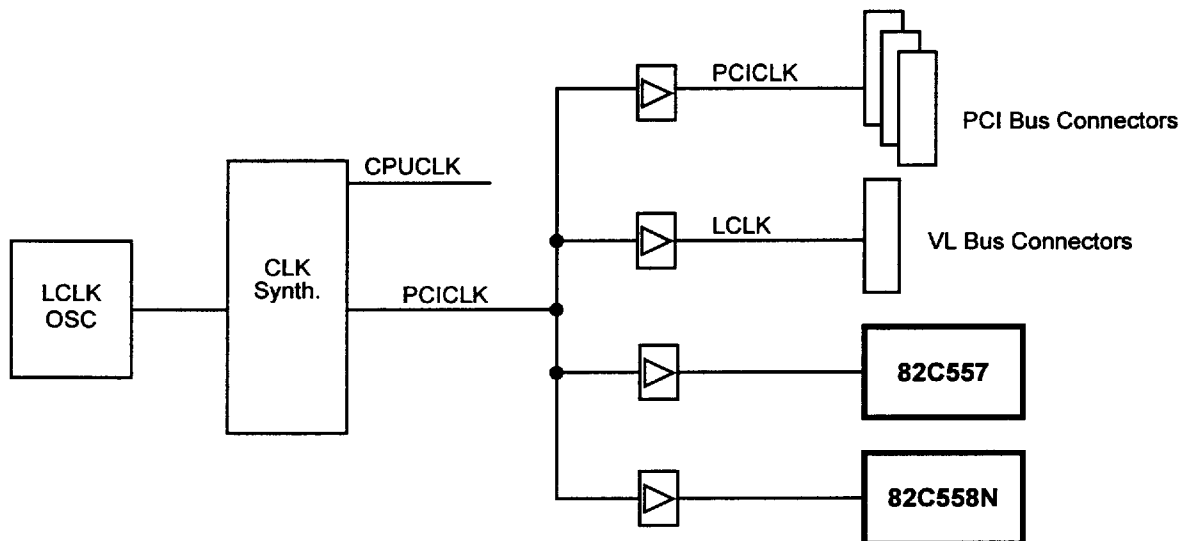 PCICLK
PCI Bus Connectors
CPUCLK
LCLK
VL Bus Connectors
LCLK
OSC
CLK
Synth.
PCICLK
82C557
82C558N